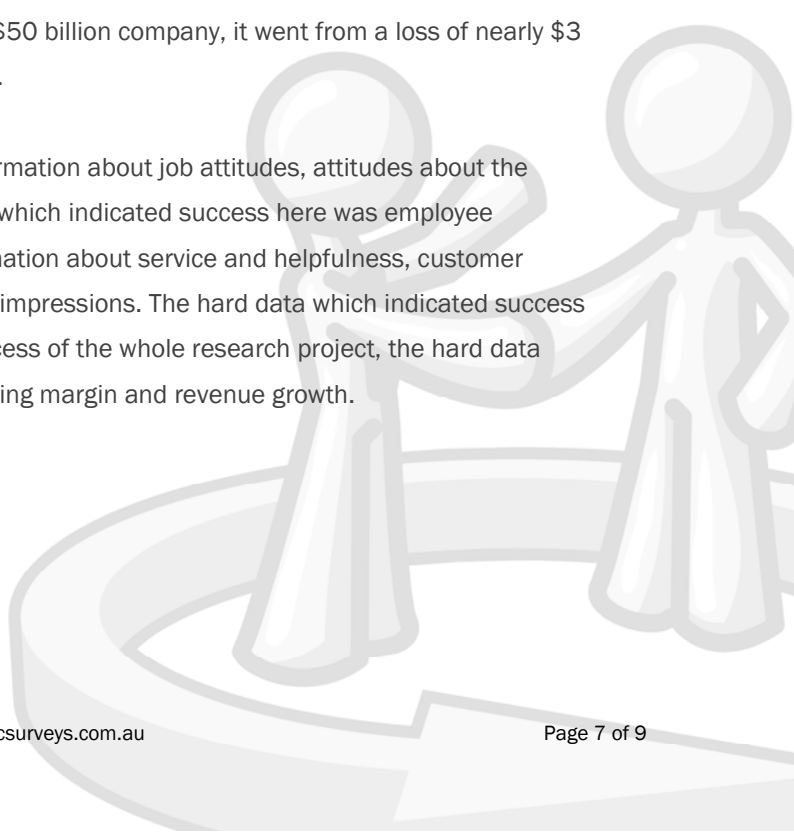 $50 billion company, it went from a loss of nearly $3
.
rmation about job attitudes, attitudes about the
which indicated success here was employee
nation about service and helpfulness, customer
impressions. The hard data which indicated success
cess of the whole research project, the hard data
ing margin and revenue growth.
csurveys.com.au Page 7 of 9